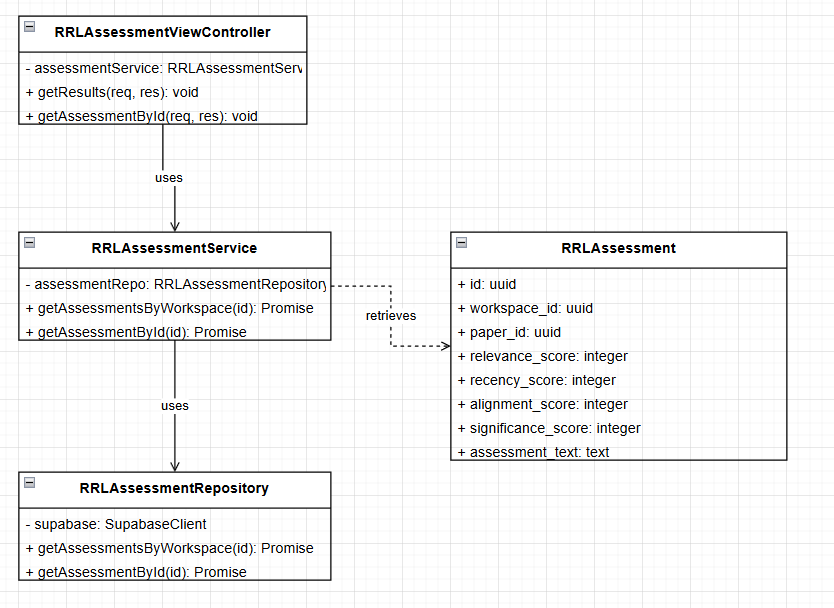 RRLAssessmentViewController
- assessmentService: RRLAssessmentServ
+ getResults(req, res): void
+ getAssessmentById(req, res): void
uses
RRLAssessmentService
- assessmentRepo: RRLAssessmentRepository
+ getAssessmentsByWorkspace(id): Promise
+ getAssessmentById(id): Promise
retrieves
RRLAssessment
+ id: uuid
+ workspace_id: uuid
+ paper_id: uuid
+ relevance_score: integer
+ recency_score: integer
+ alignment_score: integer
+ significance_score: integer
+ assessment_text: text
uses
RRLAssessmentRepository
- supabase: SupabaseClient
+ getAssessmentsByWorkspace(id): Promise
+ getAssessmentById(id): Promise